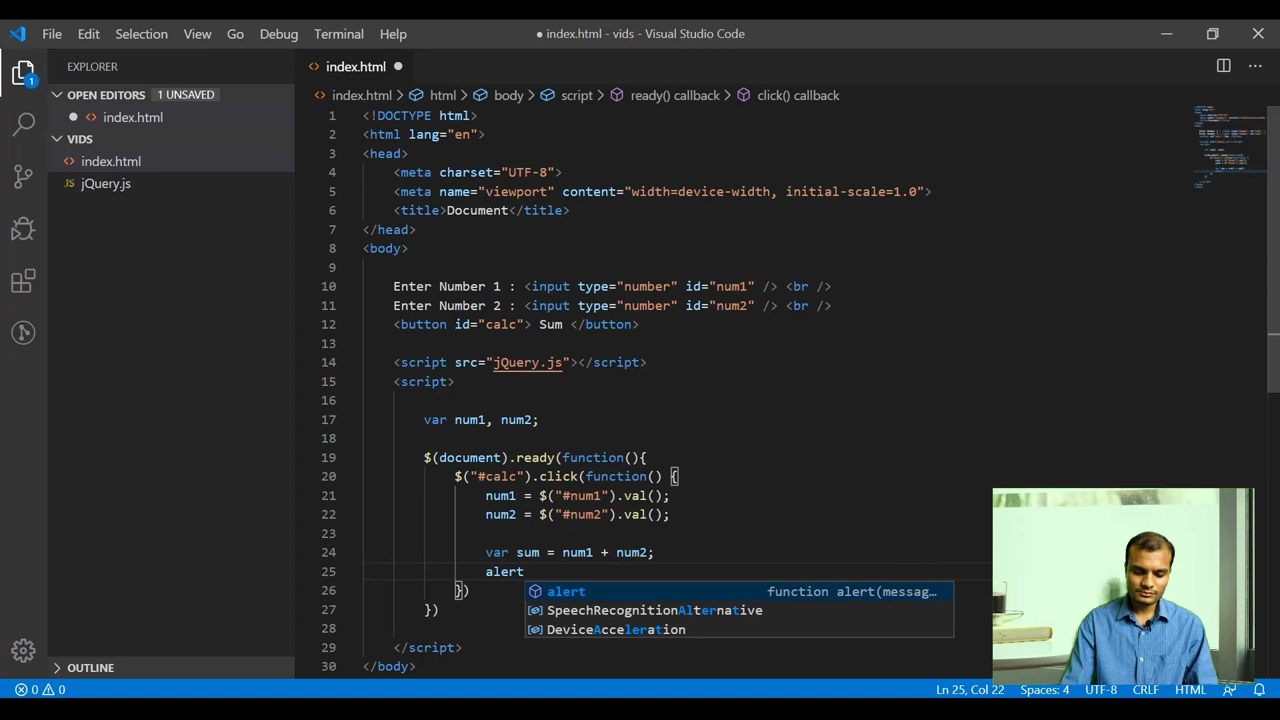 File Edit Selection View Go Debug Terminal Help ● index.html - vids - Visual Studio Code
EXPLORER
index.html
OPEN EDITORS 1 UNSAVED
index.html
VIDS
index.html
JS jQuery.js
OUTLINE
index.html > html > body > script > ready() callback > click() callback
1 <!DOCTYPE html>
2 <html lang="en">
3 <head>
4 <meta charset="UTF-8">
5 <meta name="viewport" content="width=device-width, initial-scale=1.0">
6 <title>Document</title>
7 </head>
8 <body>
9
10 Enter Number 1 : <input type="number" id="num1" /> <br />
11 Enter Number 2 : <input type="number" id="num2" /> <br />
12 <button id="calc"> Sum </button>
13
14 <script src="jQuery.js"></script>
15 <script>
16
17 var num1, num2;
18
19 $(document).ready(function(){
20 $("#calc").click(function() {
21 num1 = $("#num1").val();
22 num2 = $("#num2").val();
23
24 var sum = num1 + num2;
25 alert
26 })
27 })
28
29 </script>
30 </body>
alert function alert(messag…
SpeechRecognitionAlternative
DeviceAcceleration
1
0 0 Ln 25, Col 22 Spaces: 4 UTF-8 CRLF HTML